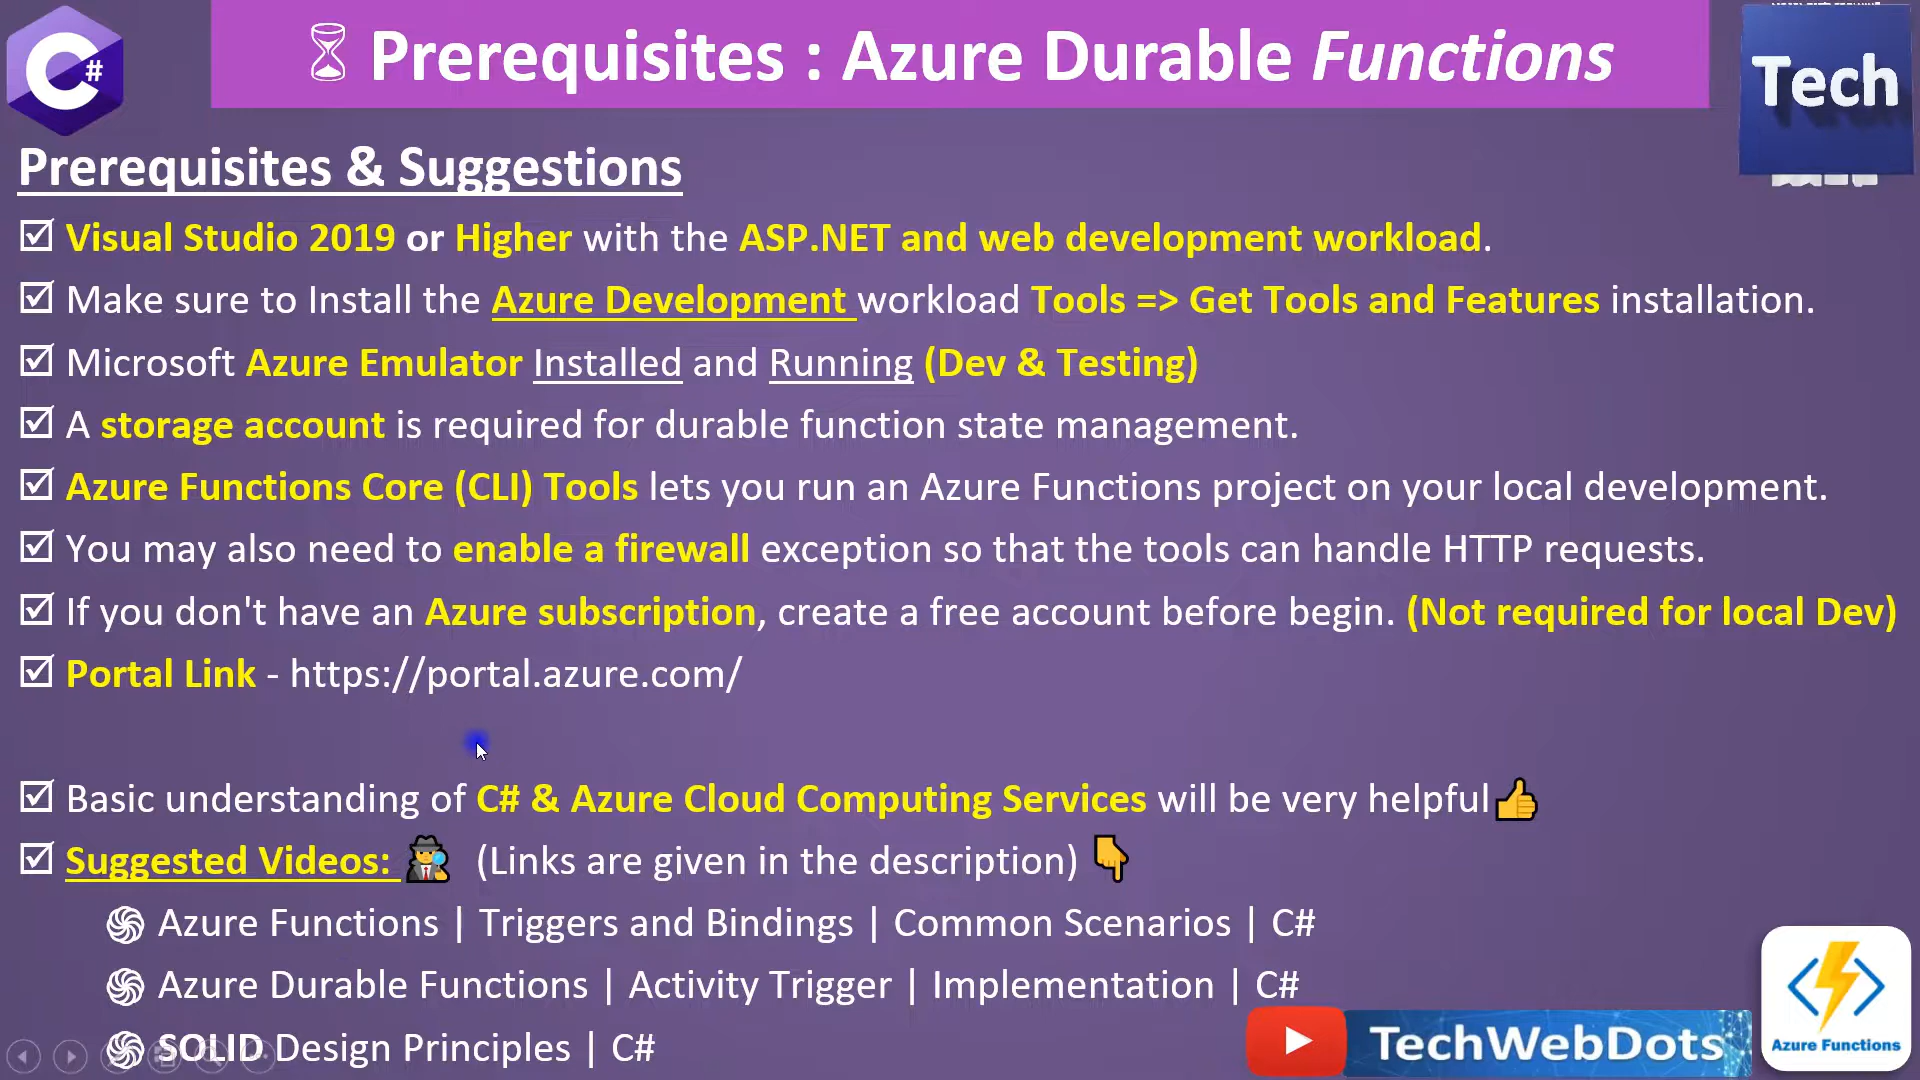 C#
Prerequisites : Azure Durable Functions
Tech
Prerequisites & Suggestions
Visual Studio 2019 or Higher with the ASP.NET and web development workload.
Make sure to Install the Azure Development workload Tools => Get Tools and Features installation.
Microsoft Azure Emulator Installed and Running (Dev & Testing)
A storage account is required for durable function state management.
Azure Functions Core (CLI) Tools lets you run an Azure Functions project on your local development.
You may also need to enable a firewall exception so that the tools can handle HTTP requests.
If you don't have an Azure subscription, create a free account before begin. (Not required for local Dev)
Portal Link - https://portal.azure.com/
Basic understanding of C# & Azure Cloud Computing Services will be very helpful
Suggested Videos: (Links are given in the description)
Azure Functions | Triggers and Bindings | Common Scenarios | C#
Azure Durable Functions | Activity Trigger | Implementation | C#
SOLID Design Principles | C#
TechWebDots
Azure Functions